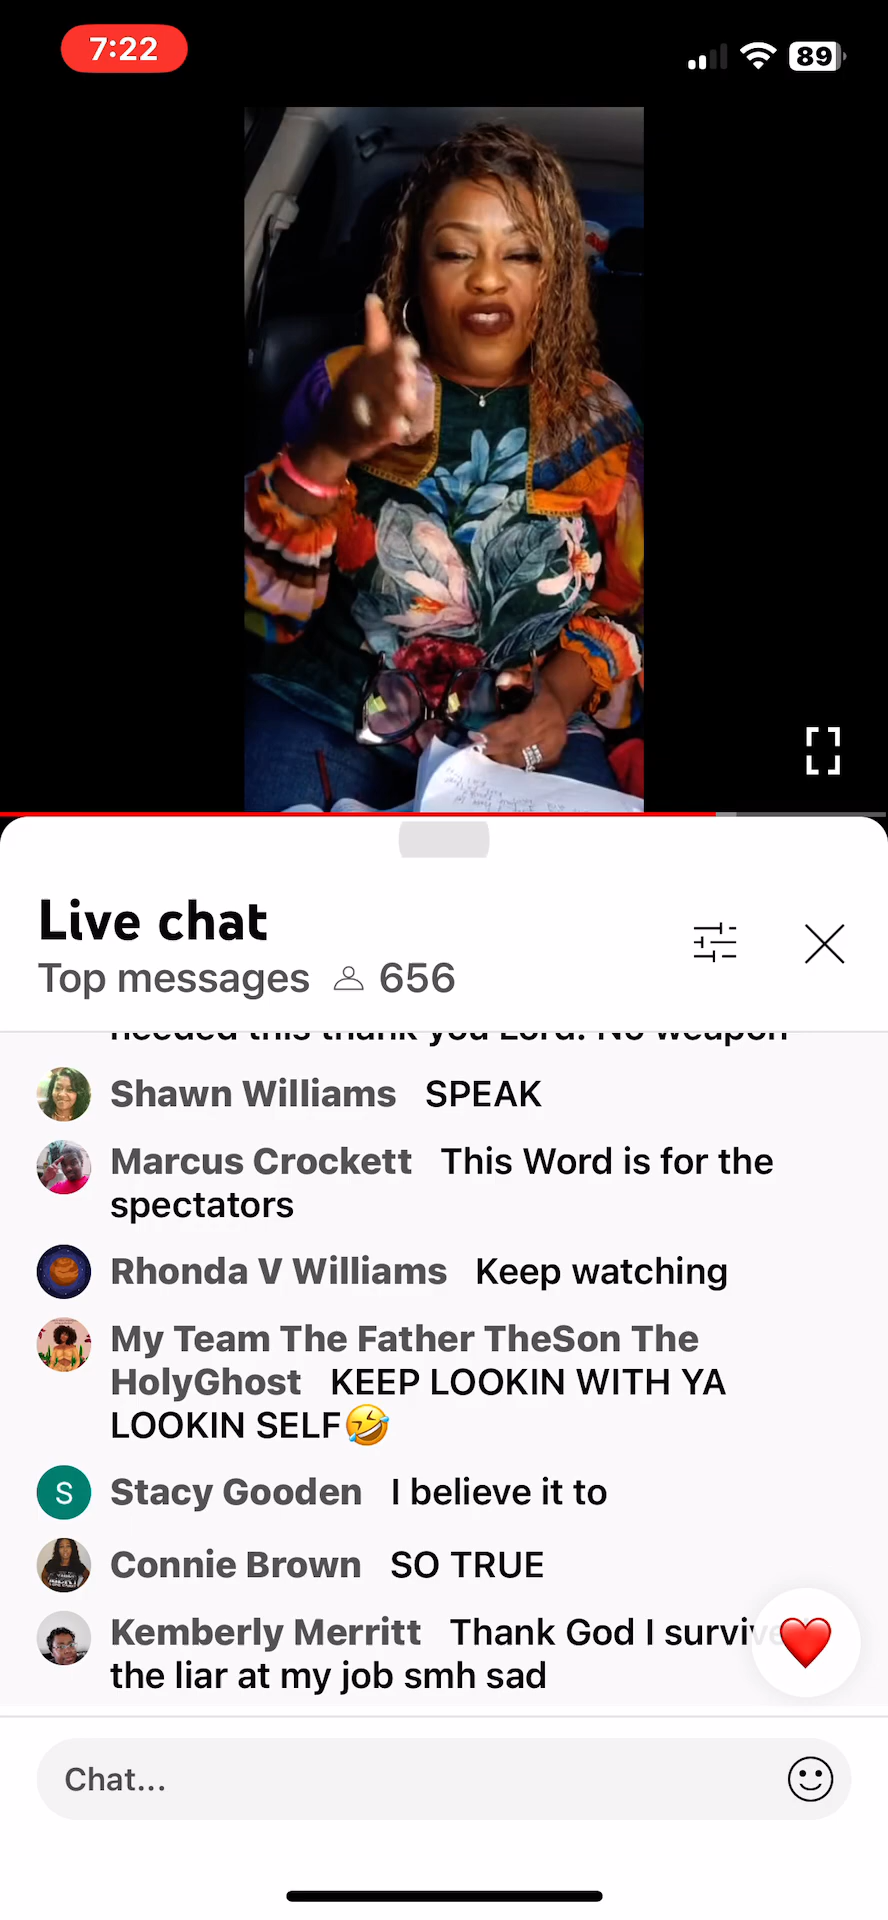 7:22
89
Live chat
Top messages 656
needed this thank you Lord. No weapon
Shawn Williams SPEAK
Marcus Crockett This Word is for the
spectators
Rhonda V Williams Keep watching
My Team The Father TheSon The
HolyGhost KEEP LOOKIN WITH YA
LOOKIN SELF🤣
S Stacy Gooden I believe it to
Connie Brown SO TRUE
Kemberly Merritt Thank God I survived
the liar at my job smh sad
Chat...